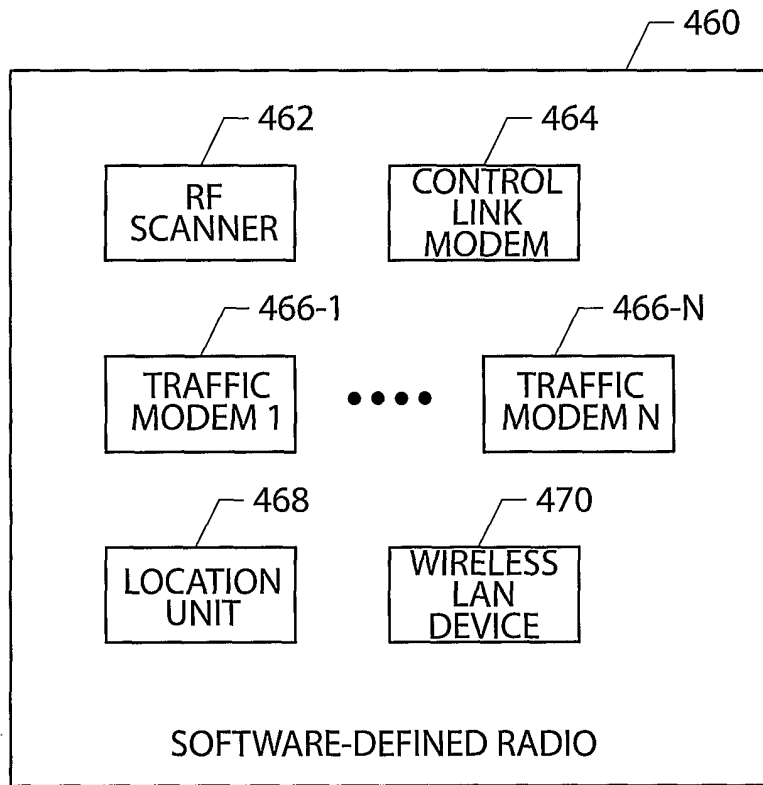 460
462
464
RF
SCANNER
CONTROL
LINK
MODEM
466-1
466-N
TRAFFIC
MODEM 1
TRAFFIC
MODEM N
468
470
LOCATION
UNIT
WIRELESS
LAN
DEVICE
SOFTWARE-DEFINED RADIO